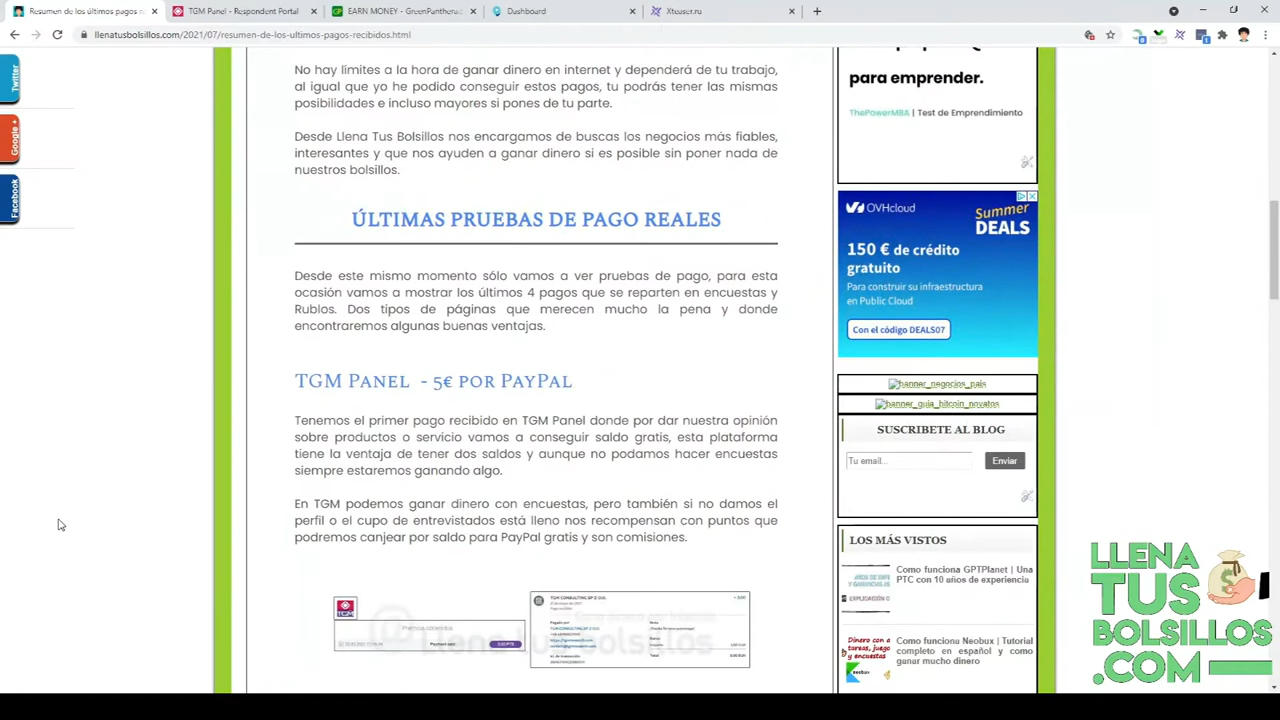 Resumen de los últimos pagos r
TGM Panel - Respondent Portal
EARN MONEY - GreenPanthera
Dashboard
Xteuser.ru
llenatusbolsillos.com/2021/07/resumen-de-los-ultimos-pagos-recibidos.html
Twitter
Google +
Facebook
No hay límites a la hora de ganar dinero en internet y dependerá de tu trabajo,
al igual que yo he podido conseguir estos pagos, tu podrás tener las mismas
posibilidades e incluso mayores si pones de tu parte.
Desde Llena Tus Bolsillos nos encargamos de buscas los negocios más fiables,
interesantes y que nos ayuden a ganar dinero si es posible sin poner nada de
nuestros bolsillos.
ÚLTIMAS PRUEBAS DE PAGO REALES
Desde este mismo momento sólo vamos a ver pruebas de pago, para esta
ocasión vamos a mostrar los últimos 4 pagos que se reparten en encuestas y
Rublos. Dos tipos de páginas que merecen mucho la pena y donde
encontraremos algunas buenas ventajas.
TGM Panel - 5€ por PayPal
Tenemos el primer pago recibido en TGM Panel donde por dar nuestra opinión
sobre productos o servicio vamos a conseguir saldo gratis, esta plataforma
tiene la ventaja de tener dos saldos y aunque no podamos hacer encuestas
siempre estaremos ganando algo.
En TGM podemos ganar dinero con encuestas, pero también si no damos el
perfil o el cupo de entrevistados está lleno nos recompensan con puntos que
podremos canjear por saldo para PayPal gratis y son comisiones.
TGM
para emprender.
ThePowerMBA | Test de Emprendimiento
OVHcloud
Summer
DEALS
150 € de crédito
gratuito
Para construir su infraestructura
en Public Cloud
Con el código DEALS07
banner_negocios_pais
banner_guia_bitcoin_novatos
SUSCRIBETE AL BLOG
Tu email...
Enviar
LOS MÁS VISTOS
Como funciona GPTPlanet | Una
PTC con 10 años de experiencia
EXPLICACIÓN
Como funciona Neobux | Tutorial
completo en español y como
ganar mucho dinero
Dinero con
tareas, juego
y encuestas
Neobux
LLENA
TUS
BOLSILLOS
.COM